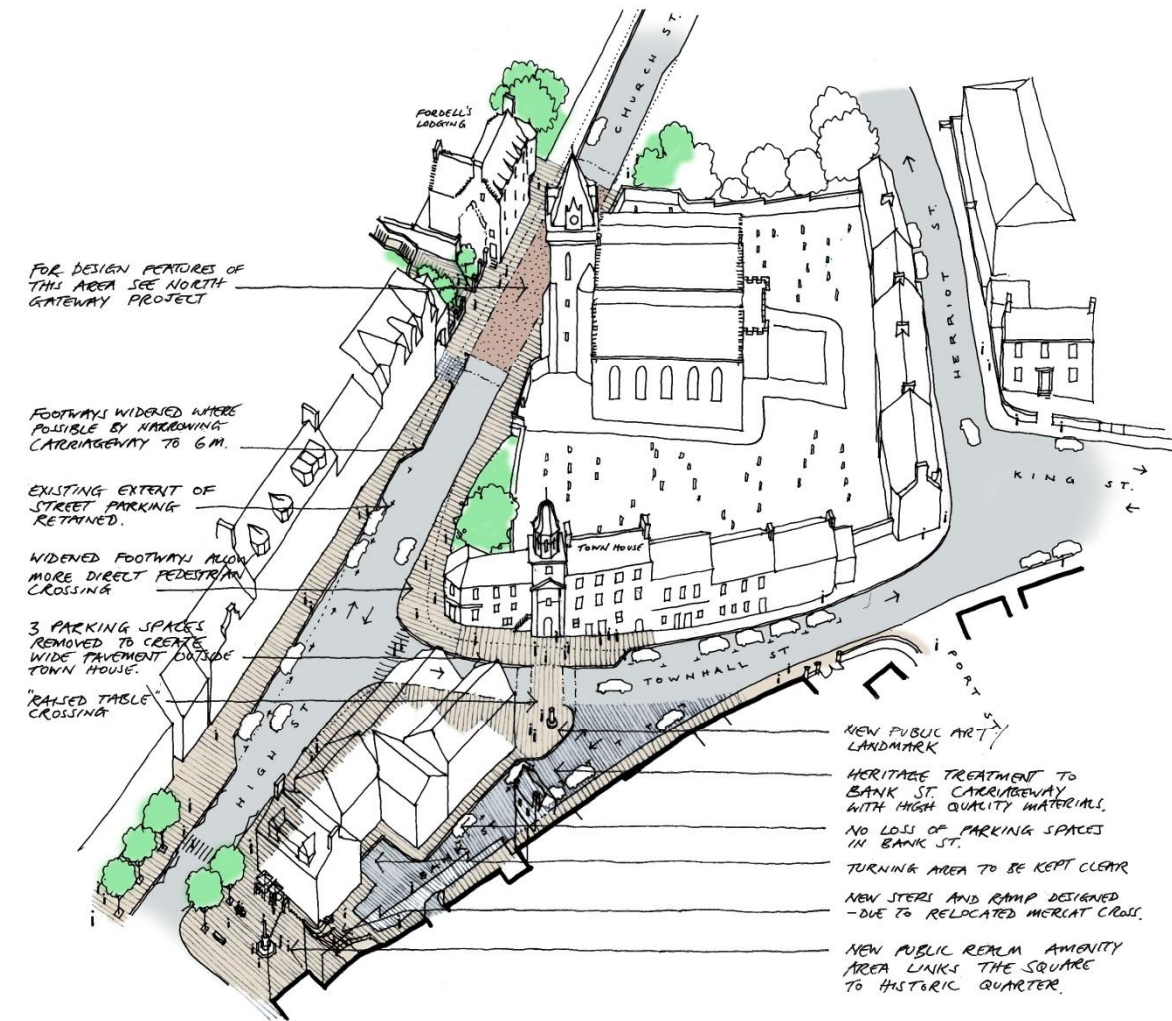 CHURCH ST.
FORDELL'S
LODGING
HERRIOT ST.
FOR DESIGN FEATURES OF
THIS AREA SEE NORTH
GATEWAY PROJECT
FOOTWAYS WIDENED WHERE
POSSIBLE BY NARROWING
CARRIAGEWAY TO 6M.
KING ST.
EXISTING EXTENT OF
STREET PARKING
RETAINED.
TOWN HOUSE
WIDENED FOOTWAYS ALLOW
MORE DIRECT PEDESTRIAN
CROSSING
3 PARKING SPACES
REMOVED TO CREATE
WIDE PAVEMENT OUTSIDE
TOWN HOUSE.
TOWNHALL ST
PORT ST.
"RAISED TABLE"
CROSSING
HIGH ST
NEW PUBLIC ART/
LANDMARK
HERITAGE TREATMENT TO
BANK ST. CARRIAGEWAY
WITH HIGH QUALITY MATERIALS.
NO LOSS OF PARKING SPACES
IN BANK ST.
BANK ST
TURNING AREA TO BE KEPT CLEAR
NEW STEPS AND RAMP DESIGNED
-DUE TO RELOCATED MERCAT CROSS.
NEW PUBLIC REALM AMENITY
AREA LINKS THE SQUARE
TO HISTORIC QUARTER.